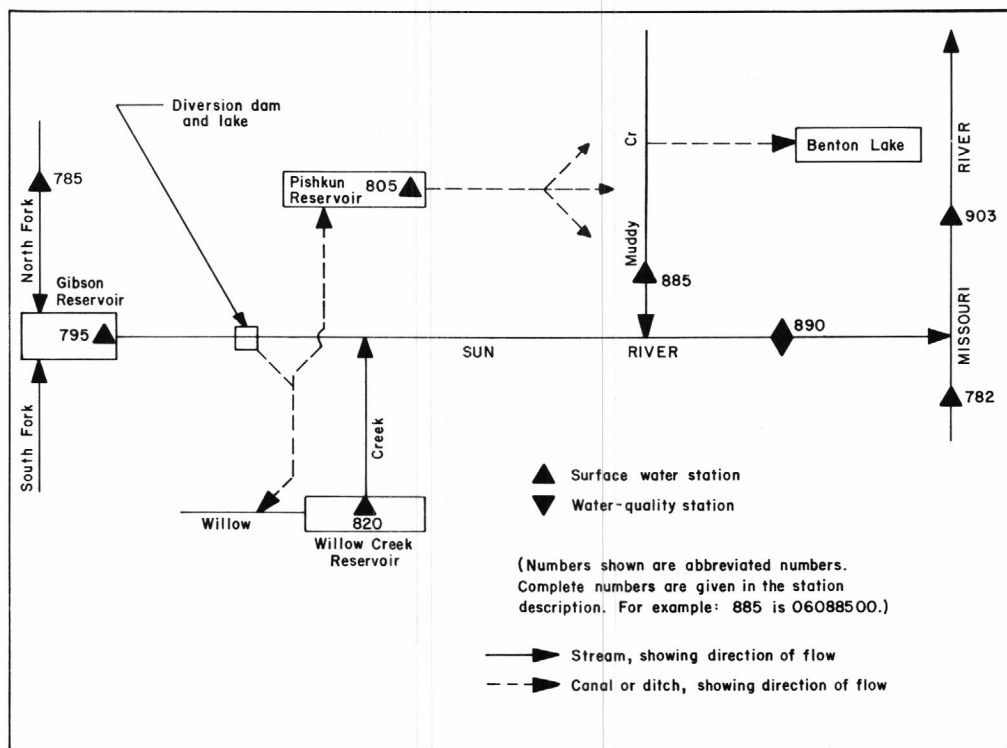 Diversion dam
and lake
785
North Fork
Gibson
Reservoir
795
South Fork
Pishkun
Reservoir
805
Muddy Cr
885
Benton Lake
RIVER
903
MISSOURI
782
890
SUN RIVER
Creek
Willow
820
Willow Creek
Reservoir
Surface water station
Water-quality station
(Numbers shown are abbreviated numbers.
Complete numbers are given in the station
description. For example: 885 is 06088500.)
Stream, showing direction of flow
Canal or ditch, showing direction of flow